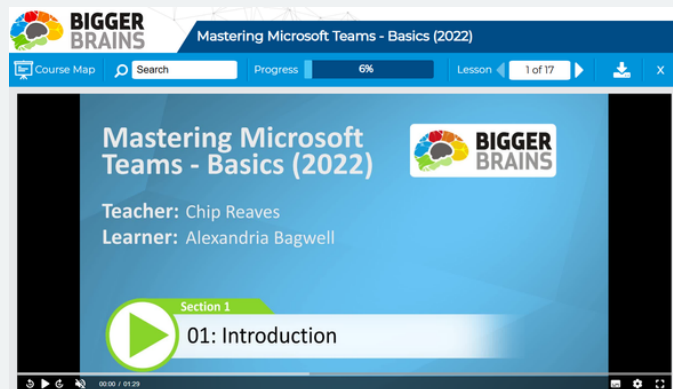 BIGGER
BRAINS
Mastering Microsoft Teams - Basics (2022)
Course Map
Search
Progress
6%
Lesson
1 of 17
X
Mastering Microsoft
Teams - Basics (2022)
BIGGER
BRAINS
Teacher: Chip Reaves
Learner: Alexandria Bagwell
Section 1
01: Introduction
00:00 / 01:29